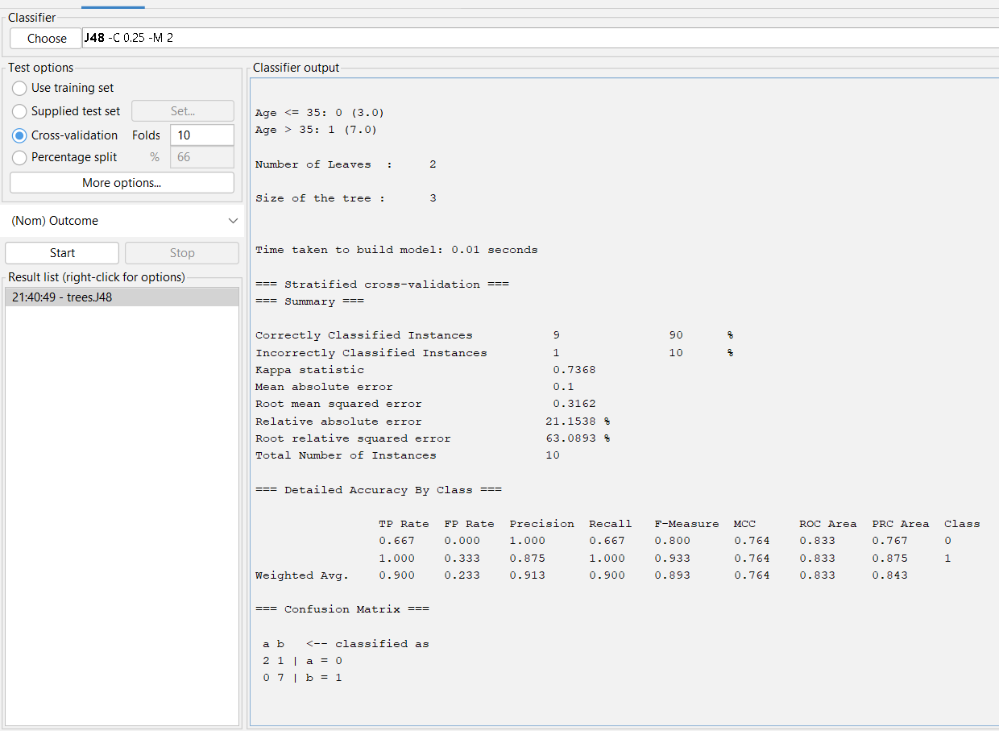 Classifier
Choose J48 -C 0.25 -M 2
Test options
Use training set
Supplied test set Set...
Cross-validation Folds 10
Percentage split % 66
More options...
(Nom) Outcome
Start Stop
Result list (right-click for options)
21:40:49 - trees.J48
Classifier output
Age <= 35: 0 (3.0)
Age > 35: 1 (7.0)
Number of Leaves : 2
Size of the tree : 3
Time taken to build model: 0.01 seconds
=== Stratified cross-validation ===
=== Summary ===
Correctly Classified Instances 9 90 %
Incorrectly Classified Instances 1 10 %
Kappa statistic 0.7368
Mean absolute error 0.1
Root mean squared error 0.3162
Relative absolute error 21.1538 %
Root relative squared error 63.0893 %
Total Number of Instances 10
=== Detailed Accuracy By Class ===
TP Rate FP Rate Precision Recall F-Measure MCC ROC Area PRC Area Class
0.667 0.000 1.000 0.667 0.800 0.764 0.833 0.767 0
1.000 0.333 0.875 1.000 0.933 0.764 0.833 0.875 1
Weighted Avg. 0.900 0.233 0.913 0.900 0.893 0.764 0.833 0.843
=== Confusion Matrix ===
a b <-- classified as
2 1 | a = 0
0 7 | b = 1